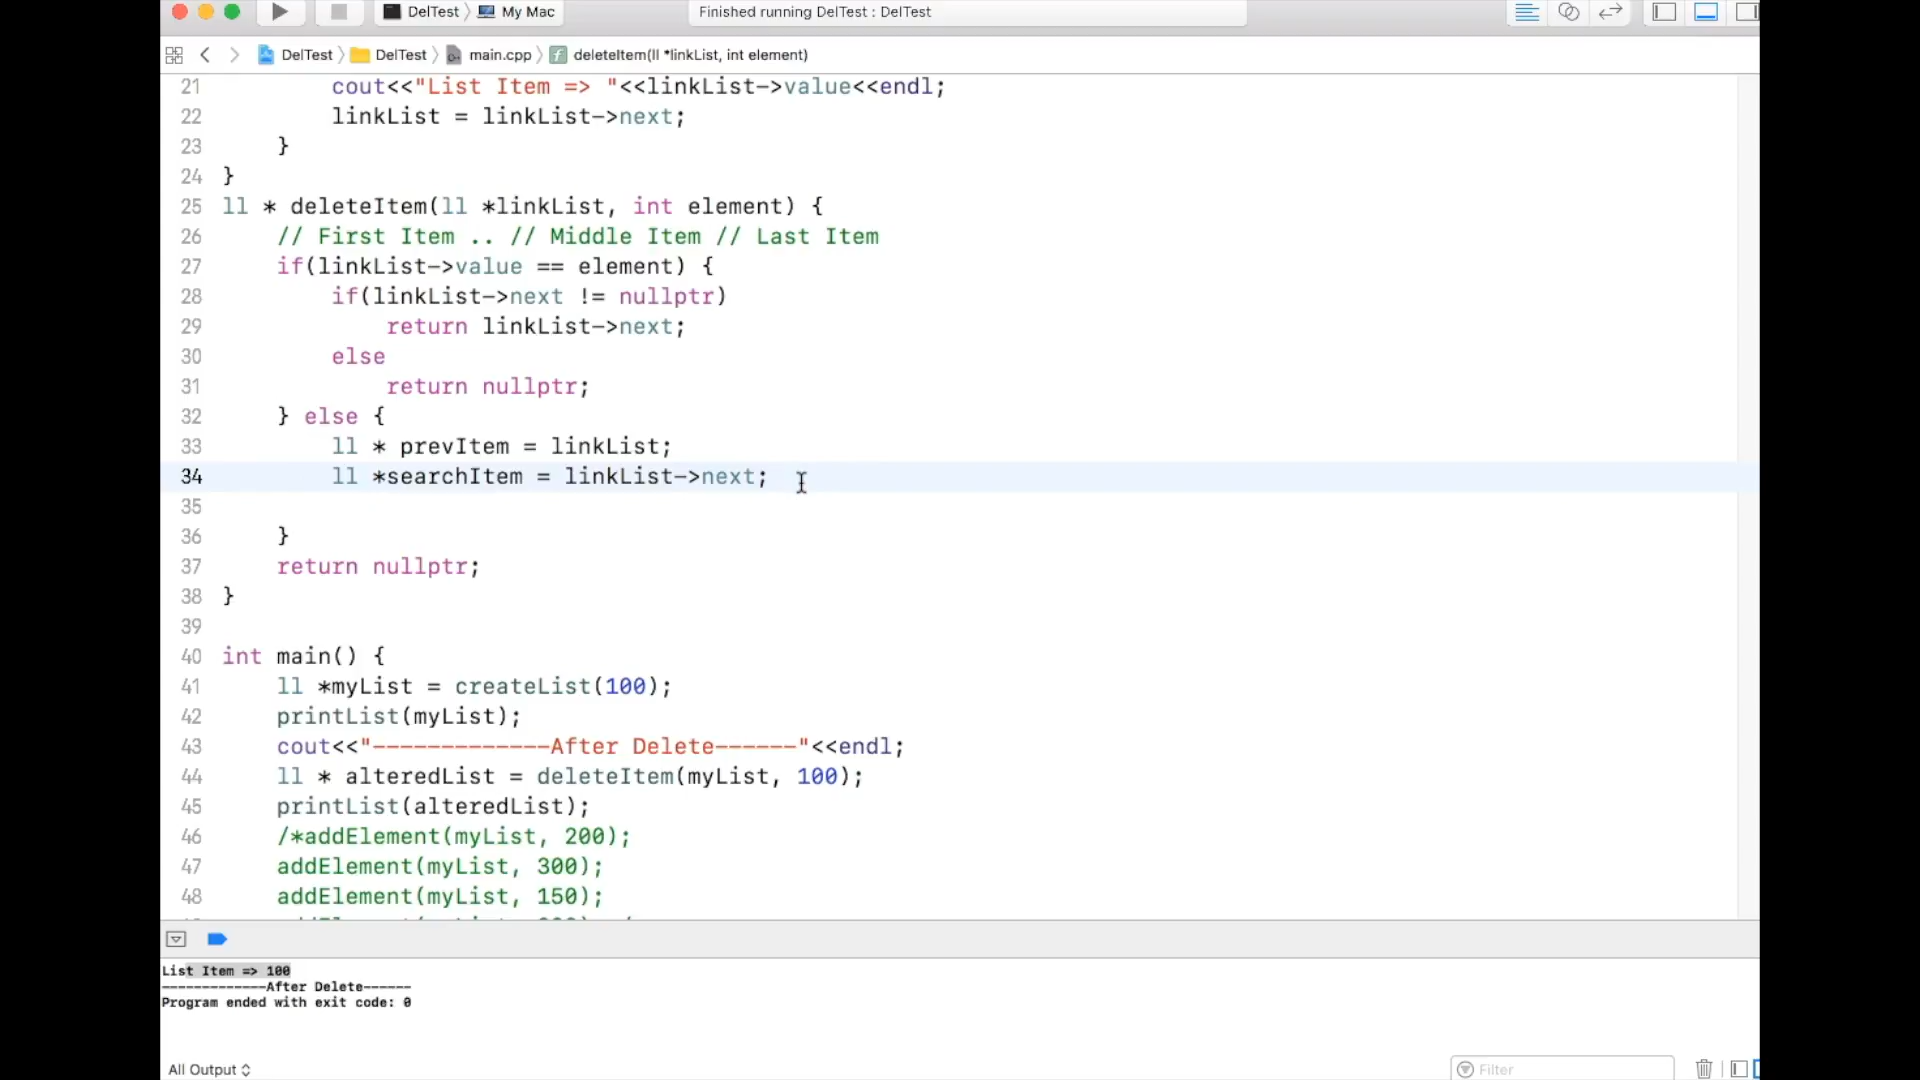 DelTest 〉 My Mac
Finished running DelTest : DelTest
DelTest 〉 DelTest 〉 main.cpp 〉 f deleteItem(ll *linkList, int element)
21 cout<<"List Item => "<<linkList->value<<endl;
22 linkList = linkList->next;
23 }
24 }
25 ll * deleteItem(ll *linkList, int element) {
26 // First Item .. // Middle Item // Last Item
27 if(linkList->value == element) {
28 if(linkList->next != nullptr)
29 return linkList->next;
30 else
31 return nullptr;
32 } else {
33 ll * prevItem = linkList;
34 ll *searchItem = linkList->next;
35
36 }
37 return nullptr;
38 }
39
40 int main() {
41 ll *myList = createList(100);
42 printList(myList);
43 cout<<"-------------After Delete------"<<endl;
44 ll * alteredList = deleteItem(myList, 100);
45 printList(alteredList);
46 /*addElement(myList, 200);
47 addElement(myList, 300);
48 addElement(myList, 150);
List Item => 100
-------------After Delete------
Program ended with exit code: 0
All Output
Filter